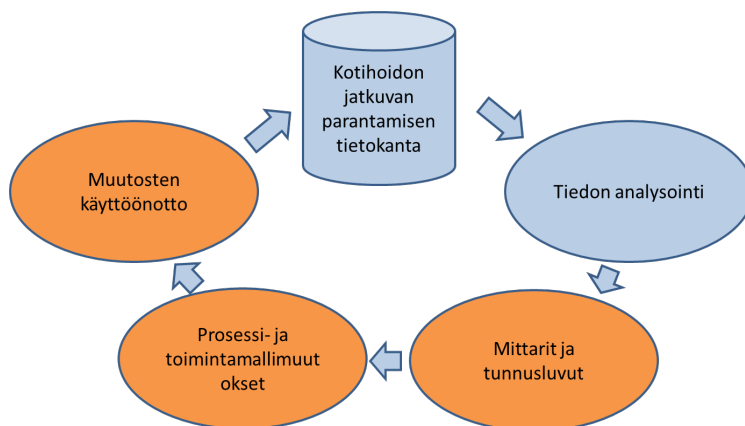 Kotihoidon
jatkuvan
parantamisen
tietokanta
Tiedon analysointi
Mittarit ja
tunnusluvut
Prosessi- ja
toimintamallimuut
okset
Muutosten
käyttöönotto